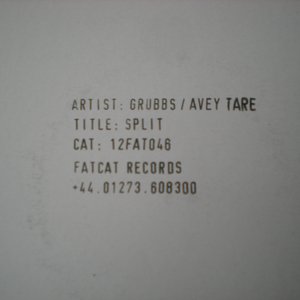 ARTIST: GRUBBS / AVEY TARE
TITLE: SPLIT
CAT: 12FAT046
FATCAT RECORDS
+44.01273.608300